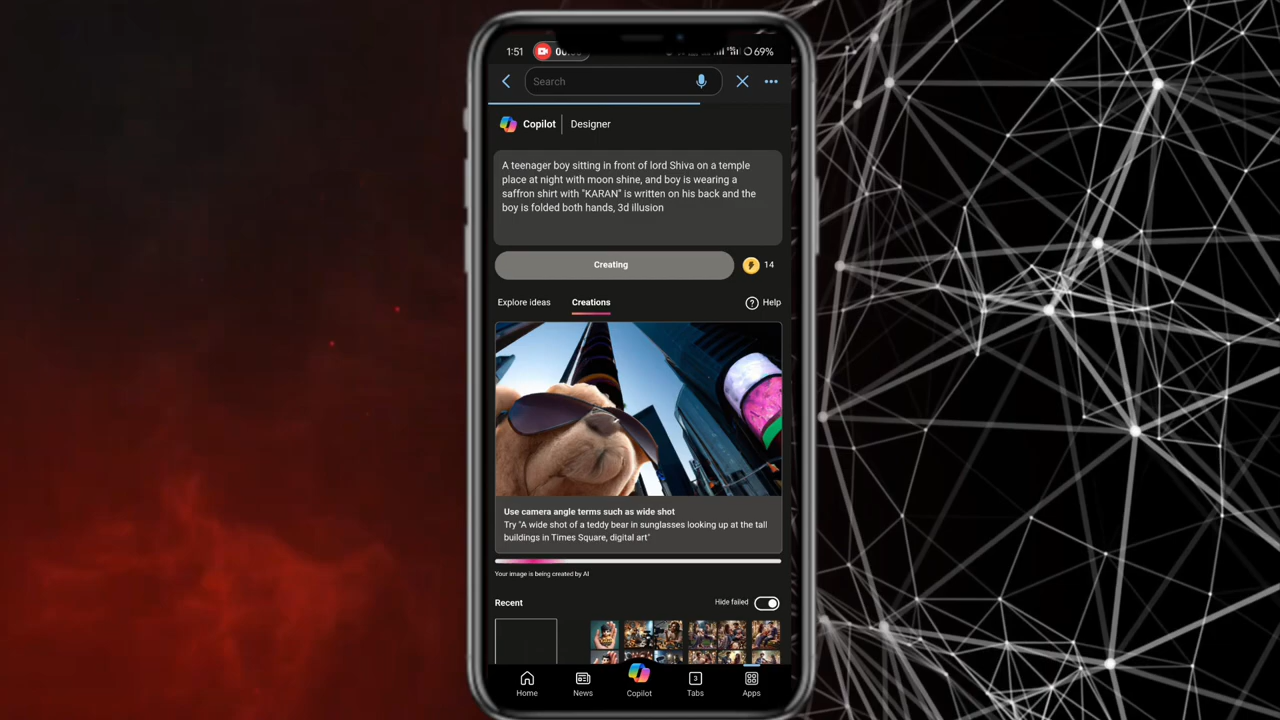 1:51
69%
Search
Copilot | Designer
A teenager boy sitting in front of lord Shiva on a temple
place at night with moon shine, and boy is wearing a
saffron shirt with "KARAN" is written on his back and the
boy is folded both hands, 3d illusion
Creating
14
Explore ideas
Creations
Help
Use camera angle terms such as wide shot
Try "A wide shot of a teddy bear in sunglasses looking up at the tall
buildings in Times Square, digital art"
Your image is being created by AI
Recent
Hide failed
3
Home
News
Copilot
Tabs
Apps